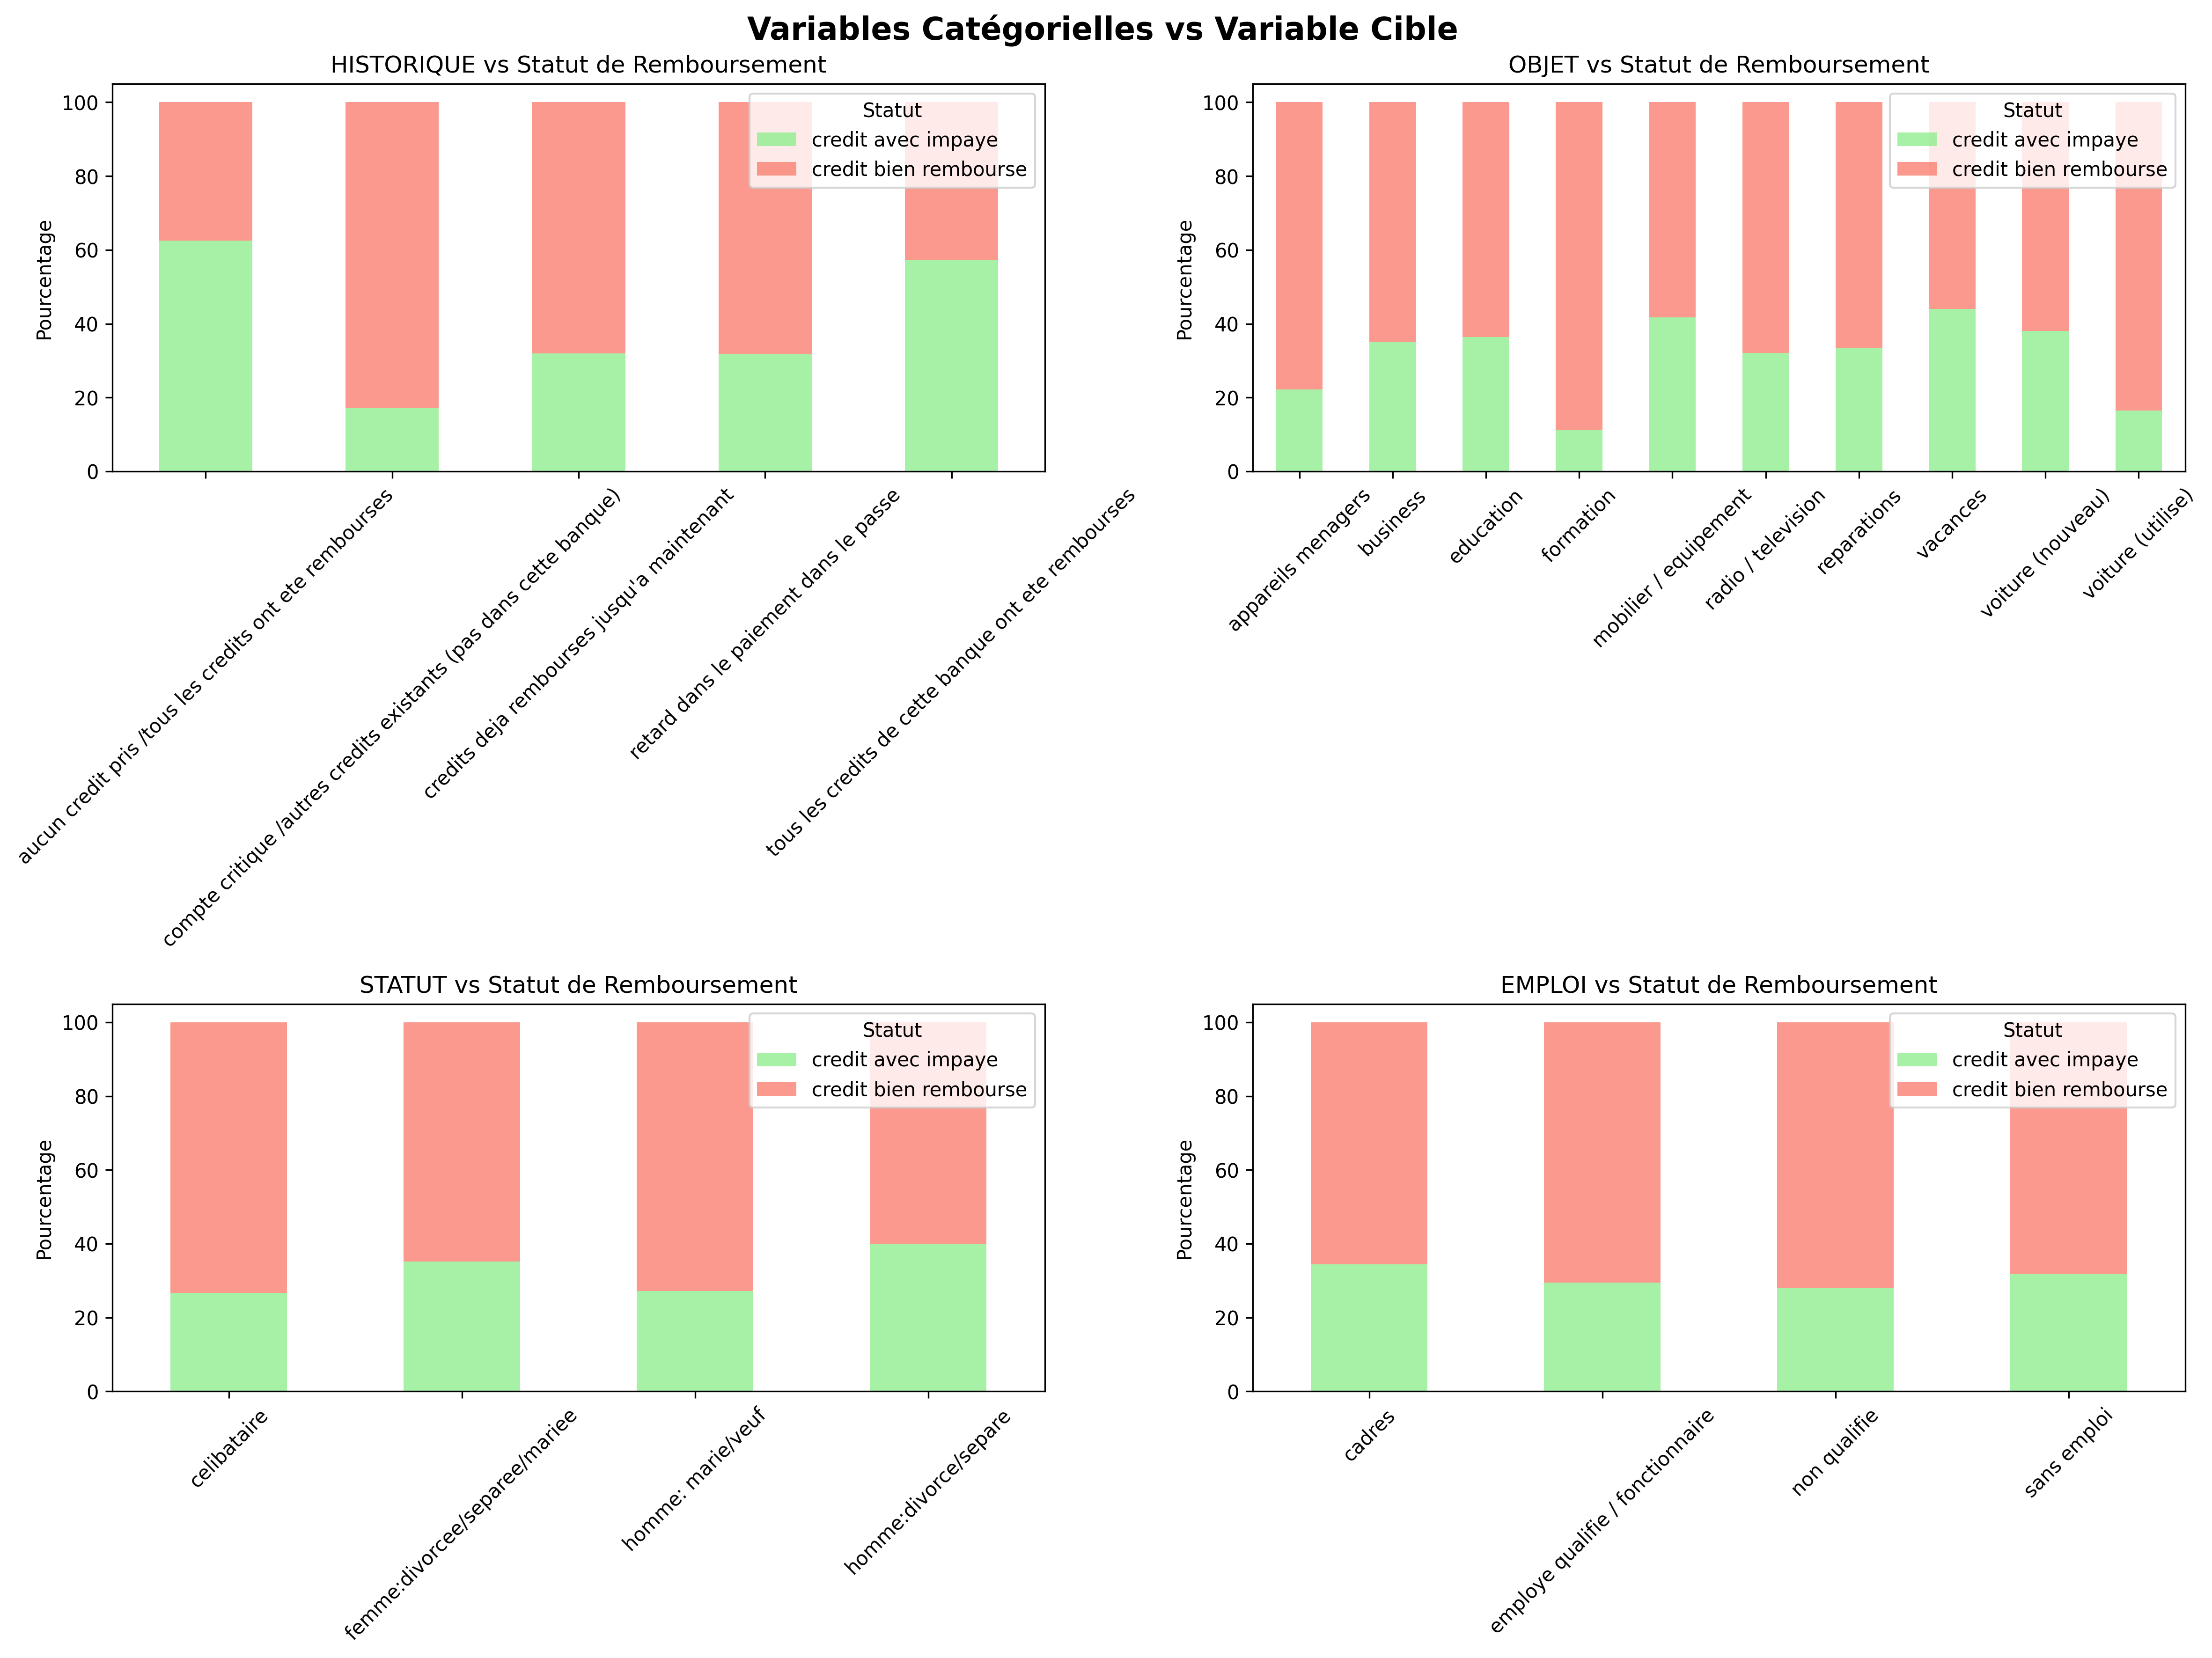 Variables Catégorielles vs Variable Cible
HISTORIQUE vs Statut de Remboursement
Pourcentage
100
80
60
40
20
0
Statut
credit avec impaye
credit bien rembourse
aucun credit pris /tous les credits ont ete rembourses
compte critique /autres credits existants (pas dans cette banque)
credits deja rembourses jusqu'a maintenant
retard dans le paiement dans le passe
tous les credits de cette banque ont ete rembourses
OBJET vs Statut de Remboursement
Pourcentage
100
80
60
40
20
0
Statut
credit avec impaye
credit bien rembourse
appareils menagers
business
education
formation
mobilier / equipement
radio / television
reparations
vacances
voiture (nouveau)
voiture (utilise)
STATUT vs Statut de Remboursement
Pourcentage
100
80
60
40
20
0
Statut
credit avec impaye
credit bien rembourse
celibataire
femme:divorcee/separee/mariee
homme: marie/veuf
homme:divorce/separe
EMPLOI vs Statut de Remboursement
Pourcentage
100
80
60
40
20
0
Statut
credit avec impaye
credit bien rembourse
cadres
employe qualifie / fonctionnaire
non qualifie
sans emploi